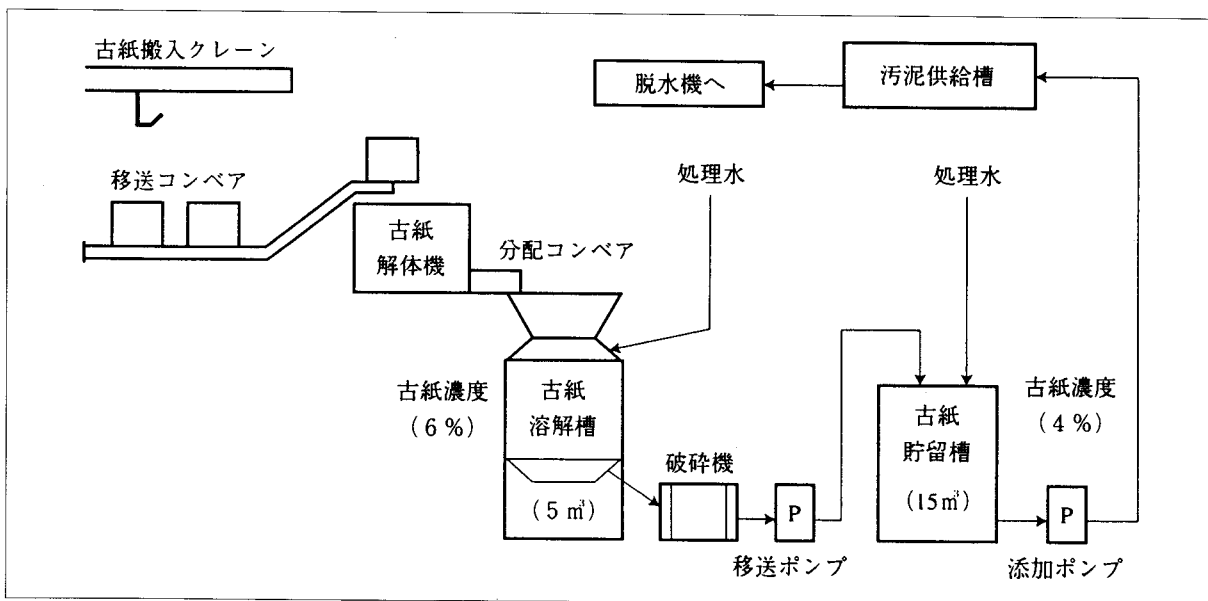 古紙搬入クレーン
脱水機へ
汚泥供給槽
移送コンベア
処理水
処理水
古紙
解体機
分配コンベア
古紙濃度
(6%)
古紙
溶解槽
(5㎥)
破砕機
P
移送ポンプ
古紙
貯留槽
(15㎥)
古紙濃度
(4%)
P
添加ポンプ